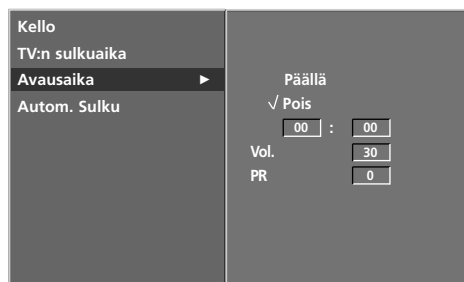 Kello
TV:n sulkuaika
Avausaika ►
Autom. Sulku
Päällä
√ Pois
00 : 00
Vol. 30
PR 0